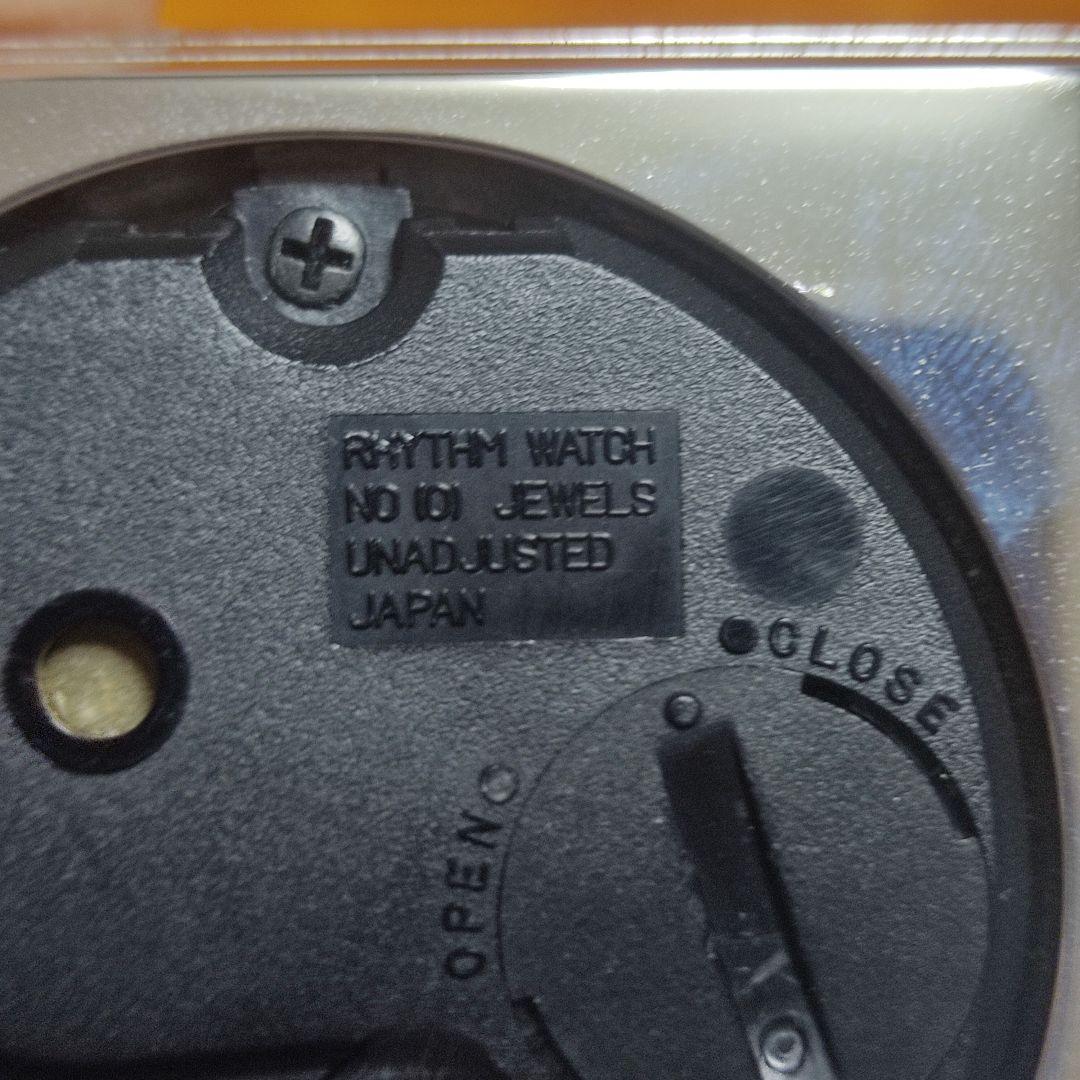 RHYTHM WATCH
NO (0) JEWELS
UNADJUSTED
JAPAN
CLOSE
OPEN